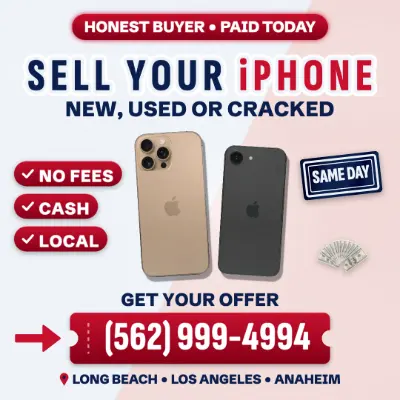 HONEST BUYER • PAID TODAY
SELL YOUR iPHONE
NEW, USED OR CRACKED
NO FEES
CASH
LOCAL
SAME DAY
GET YOUR OFFER
(562) 999-4994
LONG BEACH • LOS ANGELES • ANAHEIM